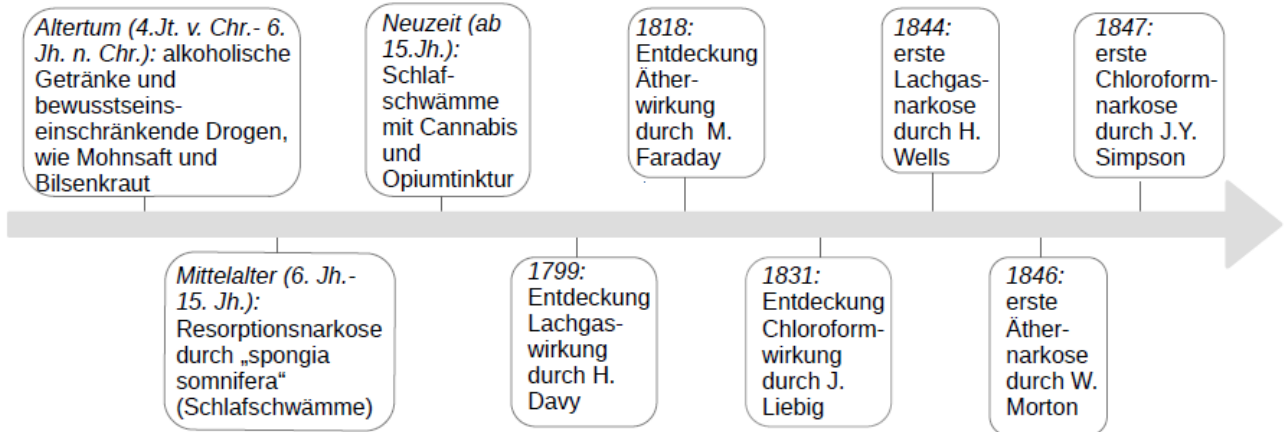 Altertum (4.Jt. v. Chr.- 6.
Jh. n. Chr.): alkoholische
Getränke und
bewusstseins-
einschränkende Drogen,
wie Mohnsaft und
Bilsenkraut
Mittelalter (6. Jh.-
15. Jh.):
Resorptionsnarkose
durch „spongia
somnifera“
(Schlafschwämme)
Neuzeit (ab
15.Jh.):
Schlaf-
schwämme
mit Cannabis
und
Opiumtinktur
1799:
Entdeckung
Lachgas-
wirkung
durch H.
Davy
1818:
Entdeckung
Äther-
wirkung
durch M.
Faraday
1831:
Entdeckung
Chloroform-
wirkung
durch J.
Liebig
1844:
erste
Lachgas-
narkose
durch H.
Wells
1846:
erste
Äther-
narkose
durch W.
Morton
1847:
erste
Chloroform-
narkose
durch J.Y.
Simpson